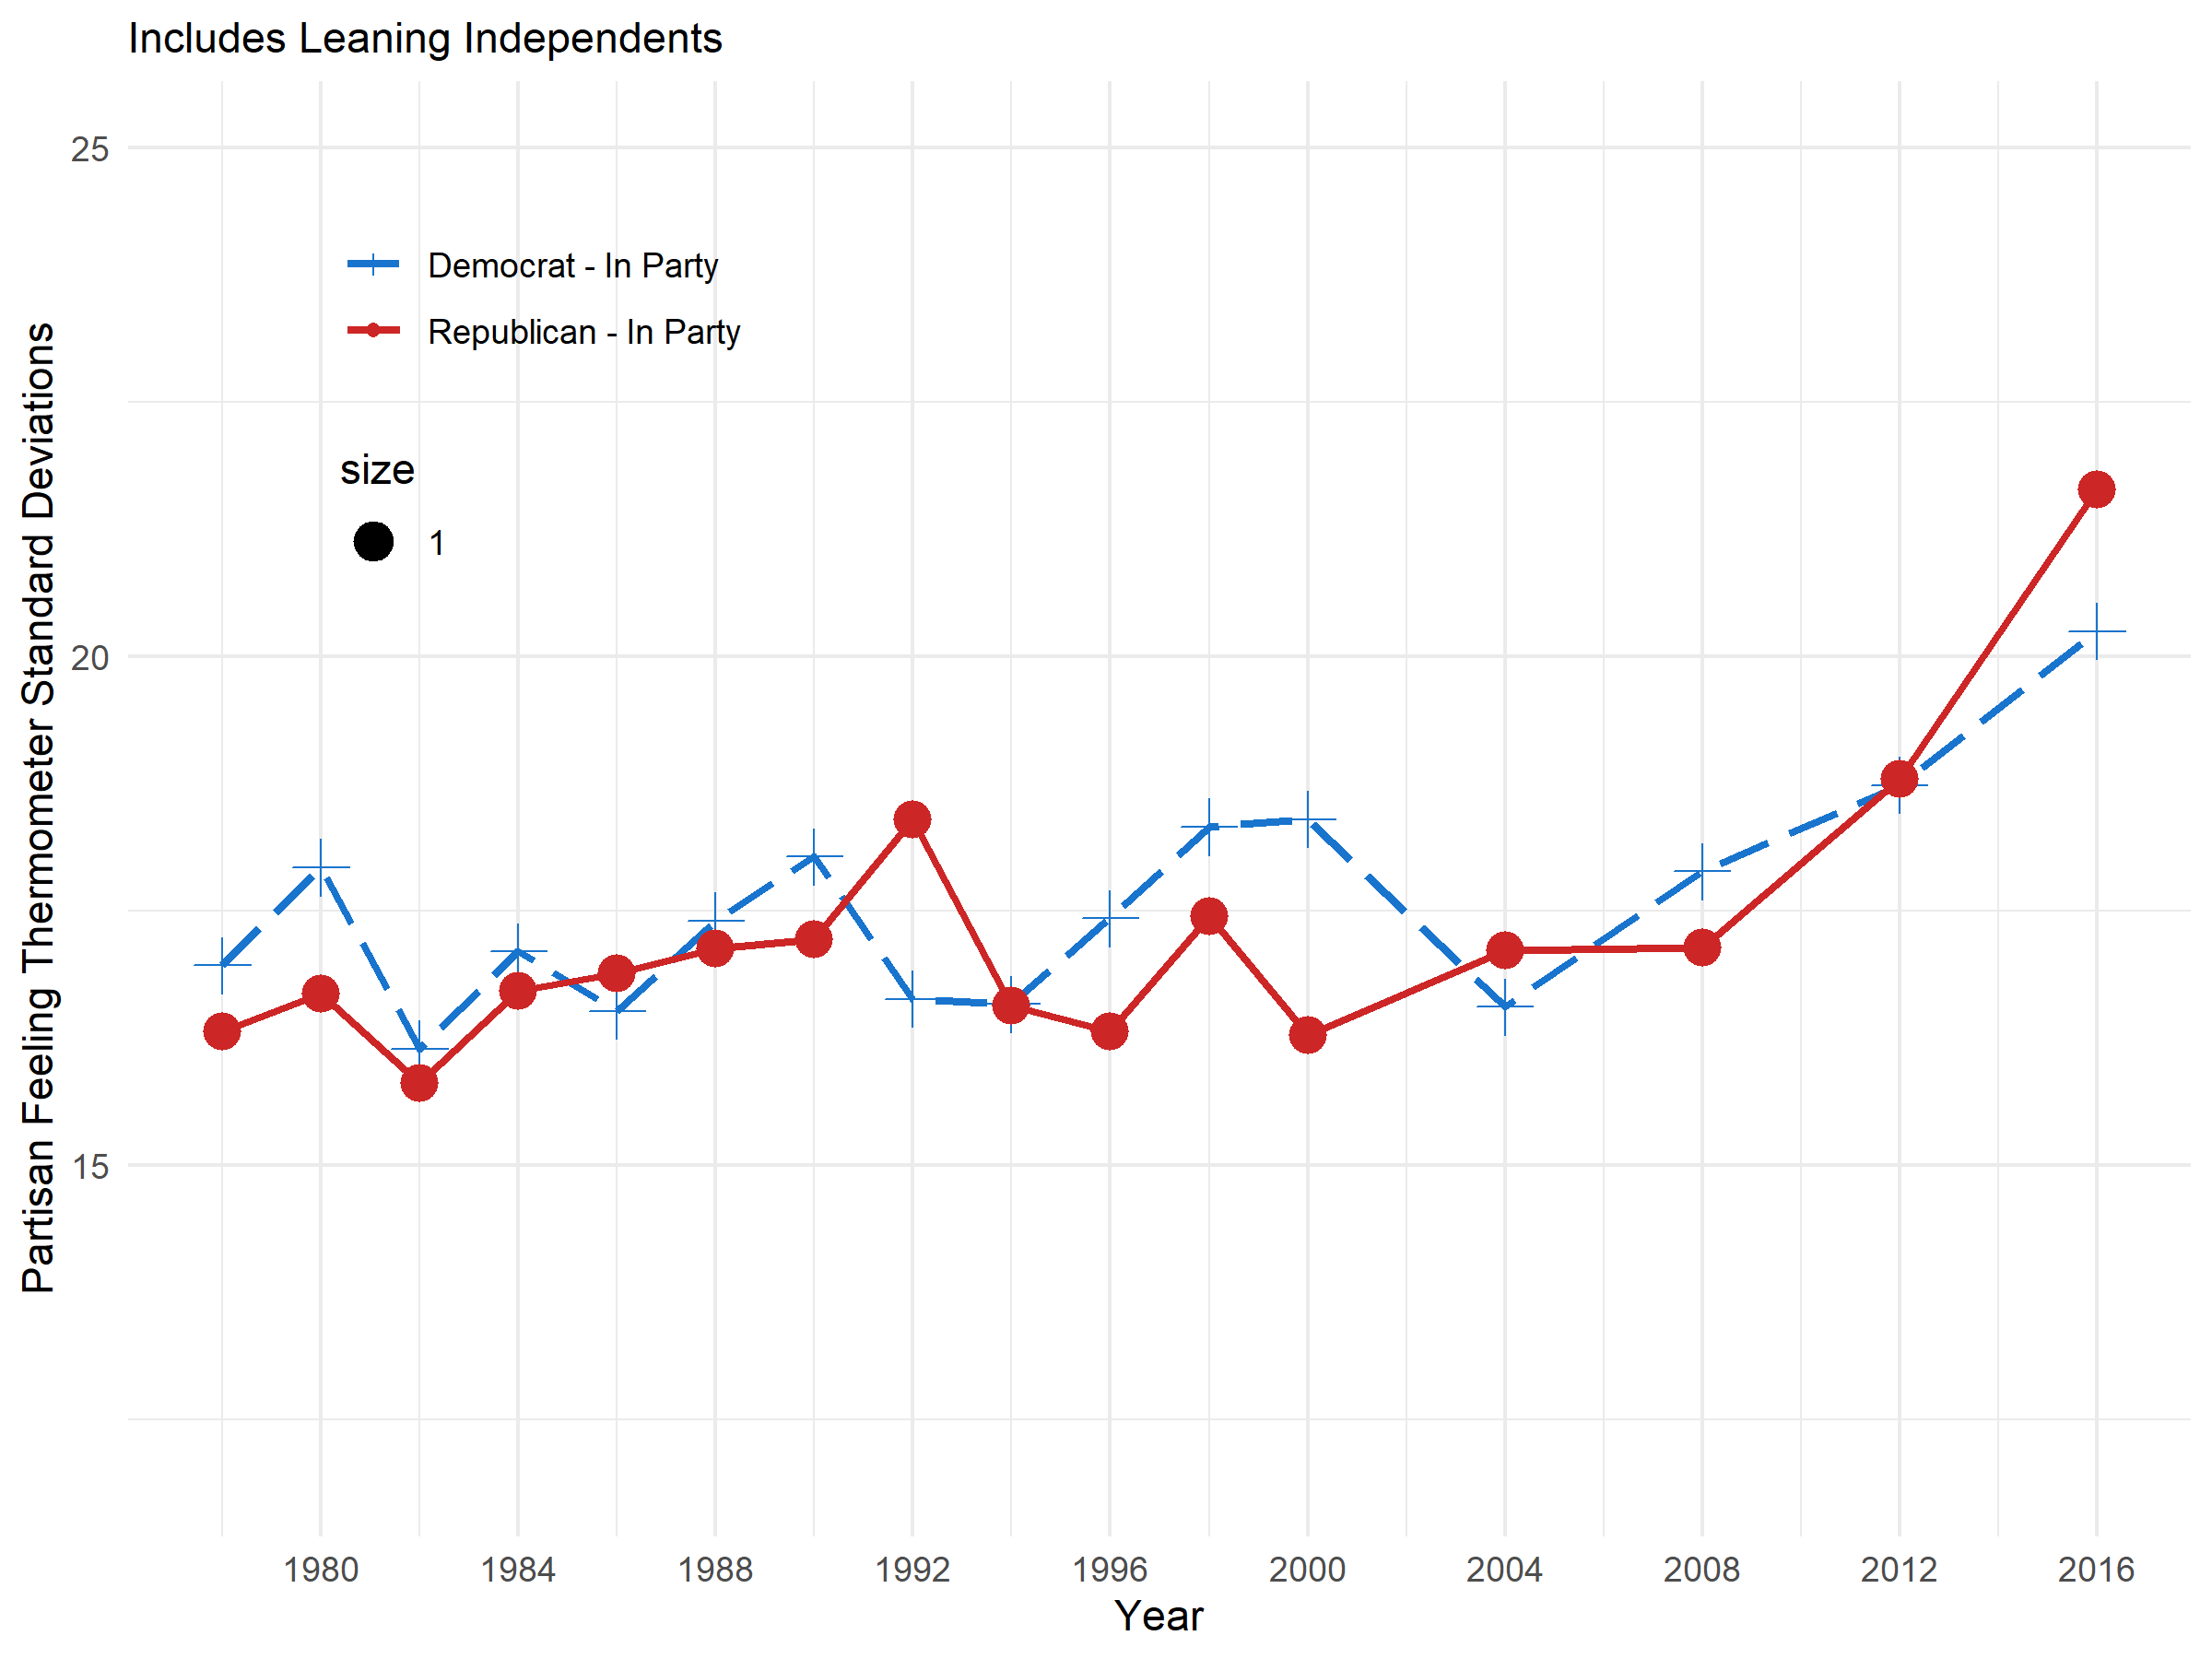 Includes Leaning Independents
Partisan Feeling Thermometer Standard Deviations
25
20
15
Democrat - In Party
Republican - In Party
size
1
1980 1984 1988 1992 1996 2000 2004 2008 2012 2016
Year